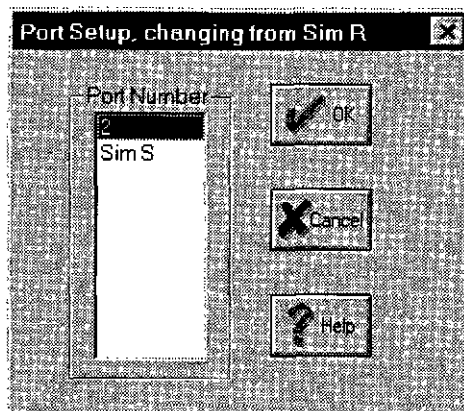 Port Setup, changing from Sim R
Port Number
2
Sim S
OK
Cancel
Help